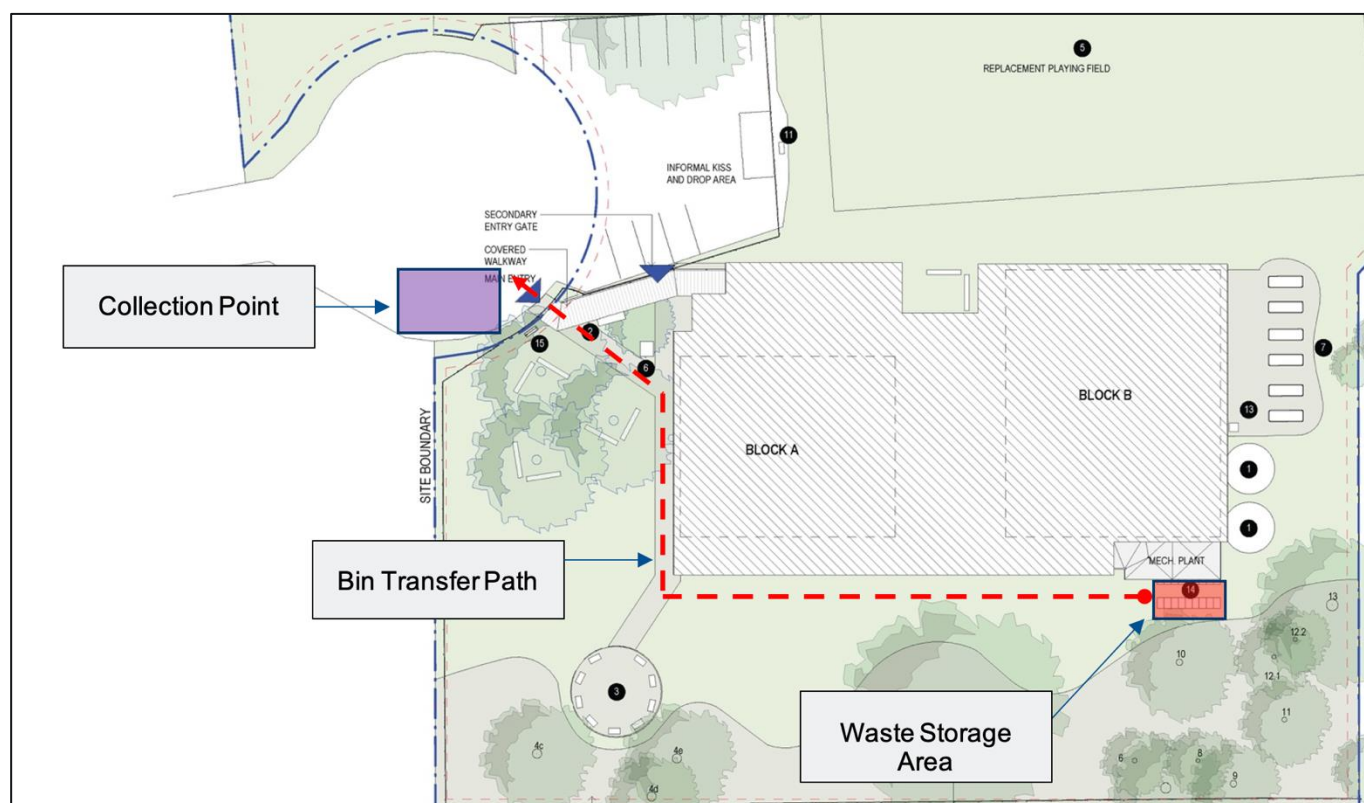 5
REPLACEMENT PLAYING FIELD
11
INFORMAL KISS
AND DROP AREA
SECONDARY
ENTRY GATE
COVERED
WALKWAY
MAIN ENTRY
Collection Point
2
15
6
7
BLOCK B
13
BLOCK A
1
SITE BOUNDARY
1
Bin Transfer Path
MECH. PLANT
14
13
12.2
10
12.1
3
11
Waste Storage
Area
4c
4e
6
8
9
4d